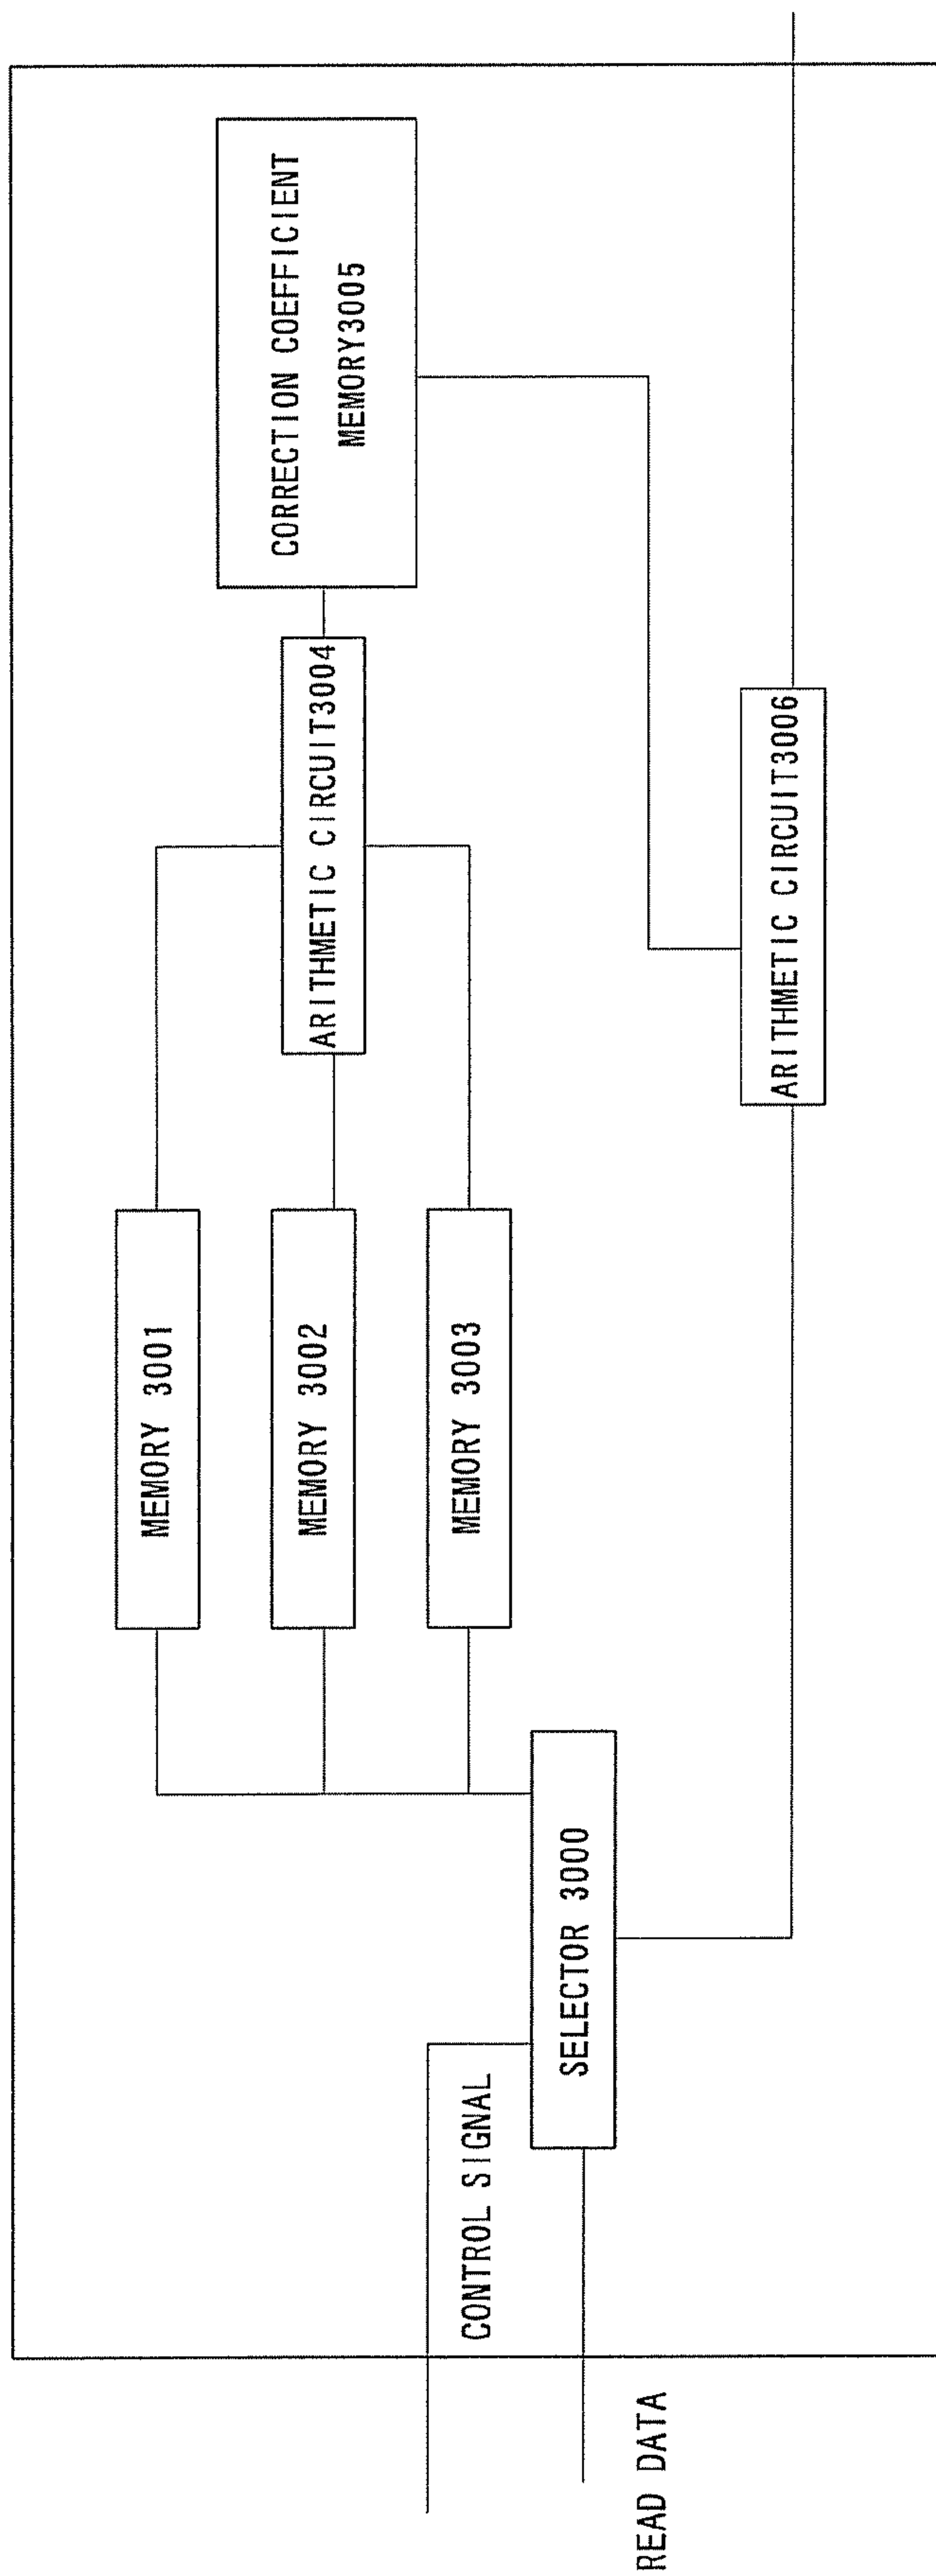 READ DATA
CONTROL SIGNAL
SELECTOR 3000
MEMORY 3001
MEMORY 3002
MEMORY 3003
ARITHMETIC CIRCUIT3004
CORRECTION COEFFICIENT
MEMORY3005
ARITHMETIC CIRCUIT3006